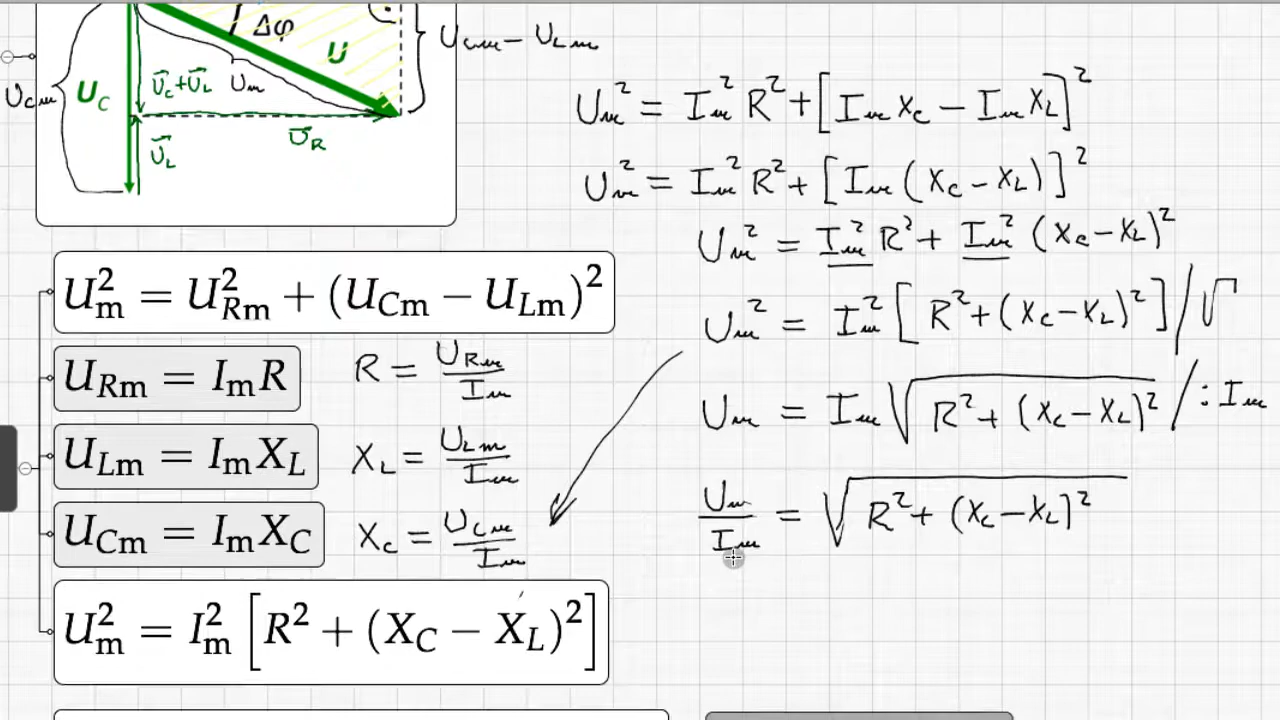 Δφ
U
U_Cm − U_Lm
U_Cm
U_C
U⃗_C+U⃗_L
U_m
U⃗_R
U⃗_L
U_m² = U_Rm² + (U_Cm − U_Lm)²
U_Rm = I_m R
R = U_Rm / I_m
U_Lm = I_m X_L
X_L = U_Lm / I_m
U_Cm = I_m X_C
X_C = U_Cm / I_m
U_m² = I_m² [R² + (X_C − X_L)²]
U_m² = I_m² R² + [I_m X_C − I_m X_L]²
U_m² = I_m² R² + [I_m (X_C − X_L)]²
U_m² = I_m² R² + I_m² (X_C − X_L)²
U_m² = I_m² [R² + (X_C − X_L)²] / √
U_m = I_m √(R² + (X_C − X_L)²) / : I_m
U_m / I_m = √(R² + (X_C − X_L)²)